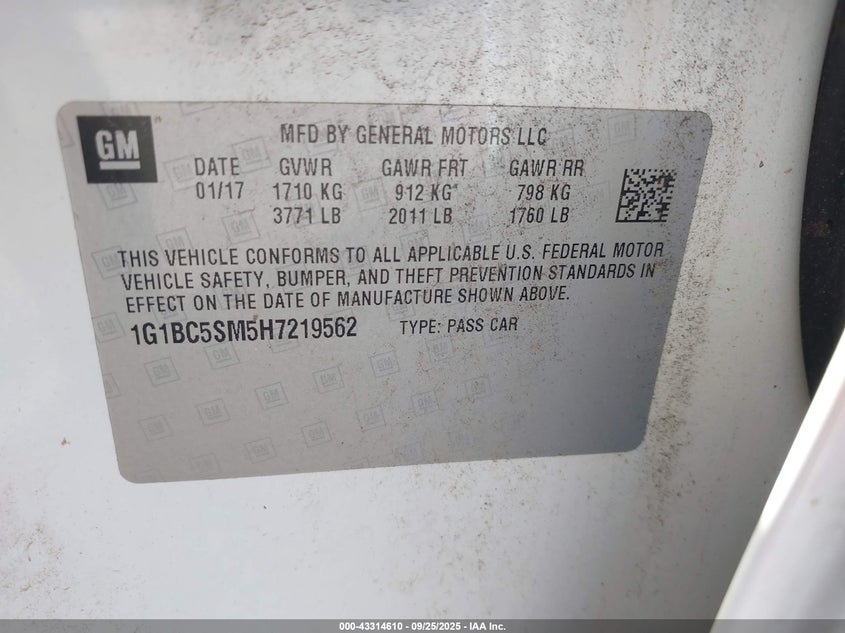 GM
MFD BY GENERAL MOTORS LLC
DATE GVWR GAWR FRT GAWR RR
01/17 1710 KG 912 KG 798 KG
3771 LB 2011 LB 1760 LB
THIS VEHICLE CONFORMS TO ALL APPLICABLE U.S. FEDERAL MOTOR
VEHICLE SAFETY, BUMPER, AND THEFT PREVENTION STANDARDS IN
EFFECT ON THE DATE OF MANUFACTURE SHOWN ABOVE.
1G1BC5SM5H7219562 TYPE: PASS CAR
000-43314610 - 09/25/2025 - IAA Inc.